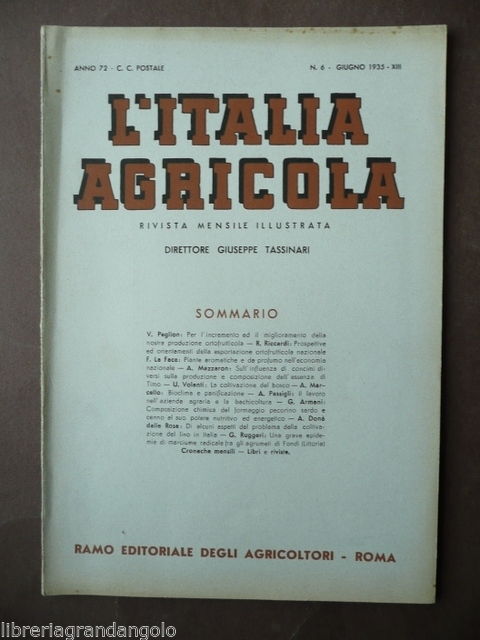 ANNO 72 - C. C. POSTALE
N. 6 - GIUGNO 1935 - XIII
L'ITALIA
AGRICOLA
RIVISTA MENSILE ILLUSTRATA
DIRETTORE GIUSEPPE TASSINARI
SOMMARIO
V. Peglion: Per l'incremento ed il miglioramento della
nostra produzione ortofrutticola — R. Riccardi: Prospettive
ed orientamenti della esportazione ortofrutticola nazionale
F. La Face: Piante aromatiche e da profumo nell'economia
nazionale — A. Mazzaron: Sull'influenza di concimi di-
versi sulla produzione e composizione dell'essenza di
Timo — U. Volanti: La coltivazione del bosco — A. Mar-
cello: Bioclima e panificazione — A. Passigli: Il lavoro
nell'aziende agraria e la bachicoltura — G. Armani:
Composizione chimica del formaggio pecorino sardo e
cenno al suo potere nutritivo ed energetico — A. Donà
delle Rose: Di alcuni aspetti del problema della coltiva-
zione del lino in Italia — G. Ruggeri: Una grave epide-
mia di marciume radicale tra gli agrumeti di Fondi (Littoria)
Cronache mensili — Libri e riviste.
RAMO EDITORIALE DEGLI AGRICOLTORI - ROMA
libreriagrandangolo